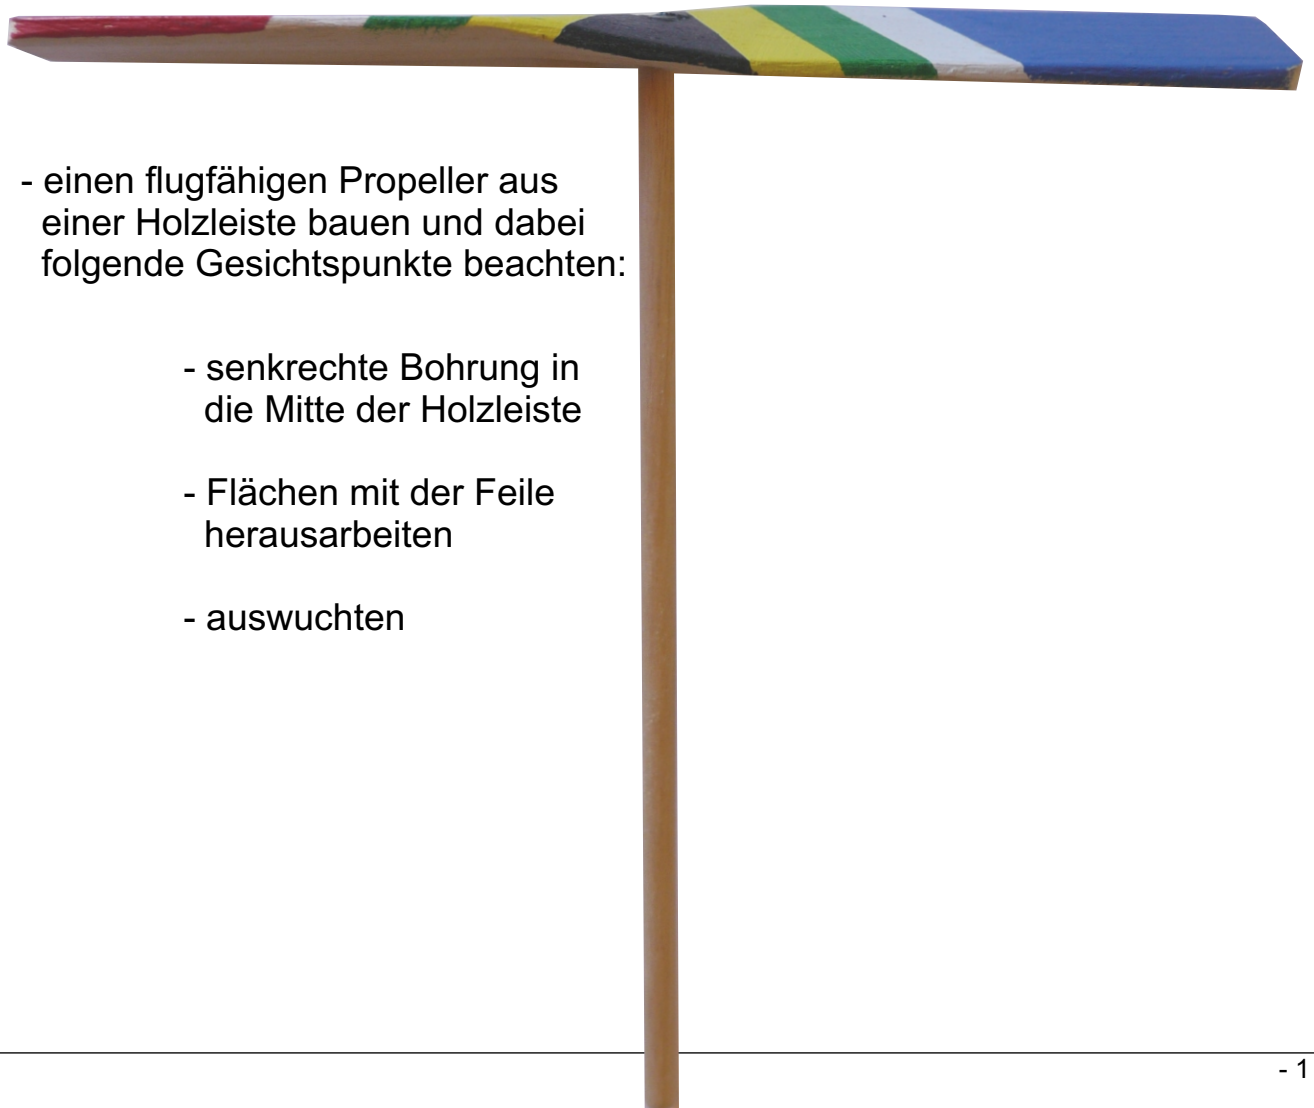 - einen flugfähigen Propeller aus
einer Holzleiste bauen und dabei
folgende Gesichtspunkte beachten:
- senkrechte Bohrung in
die Mitte der Holzleiste
- Flächen mit der Feile
herausarbeiten
- auswuchten
- 1